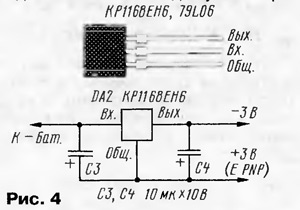 КР1168ЕН6, 79L06
Вых.
Вх.
Общ.
DA2 КР1168ЕН6
Вх.
Вых.
-3 В
К - бат.
Общ.
+
C3
+
C4
+3 В
(Е PNP)
C3, C4 10 мк × 10 В
Рис. 4